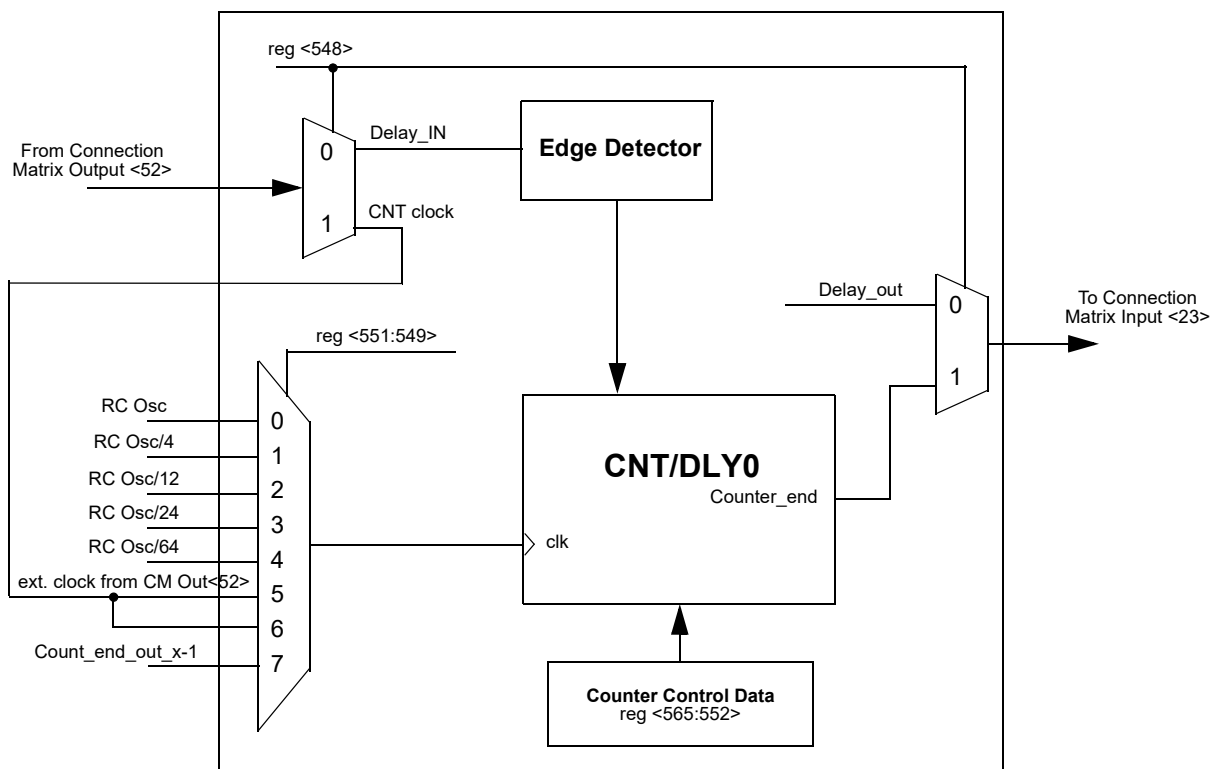 reg <548>
From Connection
Matrix Output <52>
0
1
Delay_IN
CNT clock
Edge Detector
Delay_out
0
1
To Connection
Matrix Input <23>
reg <551:549>
RC Osc
RC Osc/4
RC Osc/12
RC Osc/24
RC Osc/64
ext. clock from CM Out<52>
Count_end_out_x-1
0
1
2
3
4
5
6
7
CNT/DLY0
Counter_end
clk
Counter Control Data
reg <565:552>